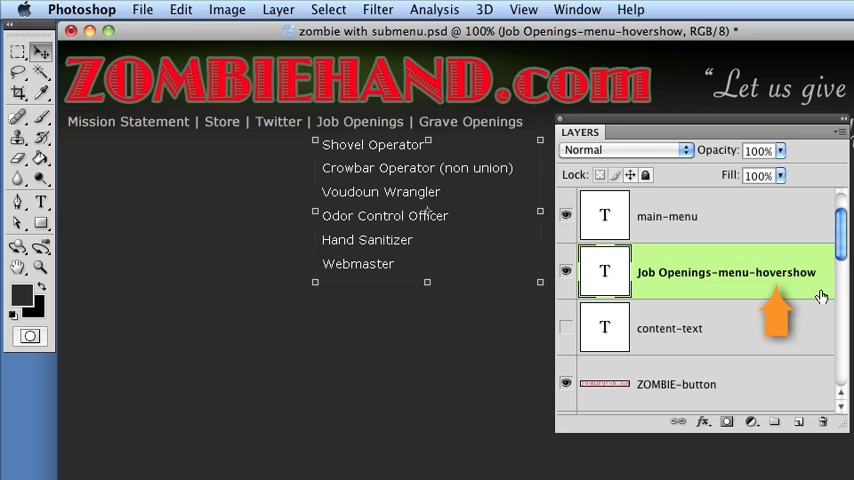 Photoshop File Edit Image Layer Select Filter Analysis 3D View Window Help
zombie with submenu.psd @ 100% (Job Openings-menu-hovershow, RGB/8) *
ZOMBIEHAND.com
“Let us give
Mission Statement | Store | Twitter | Job Openings | Grave Openings
Shovel Operator
Crowbar Operator (non union)
Voudoun Wrangler
Odor Control Officer
Hand Sanitizer
Webmaster
LAYERS
Normal Opacity: 100%
Lock: Fill: 100%
T main-menu
T Job Openings-menu-hovershow
T content-text
ZOMBIE-button
fx